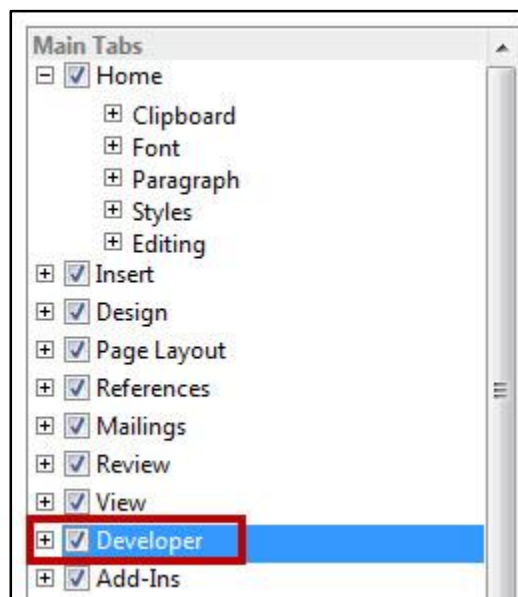 Main Tabs
Home
Clipboard
Font
Paragraph
Styles
Editing
Insert
Design
Page Layout
References
Mailings
Review
View
Developer
Add-Ins